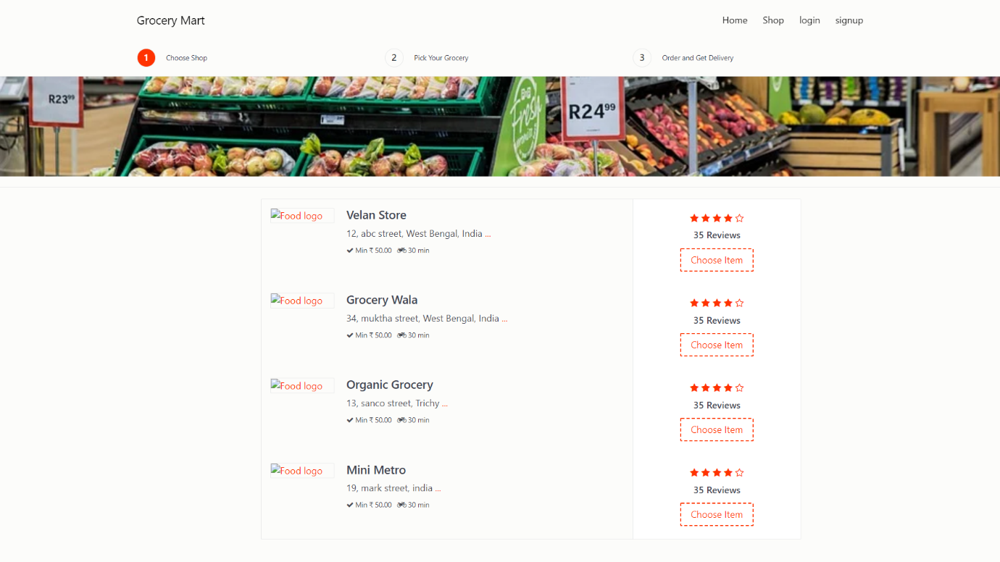 Grocery Mart
Home Shop login signup
1 Choose Shop
2 Pick Your Grocery
3 Order and Get Delivery
R23⁹⁹
Fresh
R24⁹⁹
Food logo
Velan Store
12, abc street, West Bengal, India ...
Min ₹ 50.00 30 min
35 Reviews
Choose Item
Food logo
Grocery Wala
34, muktha street, West Bengal, India ...
Min ₹ 50.00 30 min
35 Reviews
Choose Item
Food logo
Organic Grocery
13, sanco street, Trichy ...
Min ₹ 50.00 30 min
35 Reviews
Choose Item
Food logo
Mini Metro
19, mark street, india ...
Min ₹ 50.00 30 min
35 Reviews
Choose Item